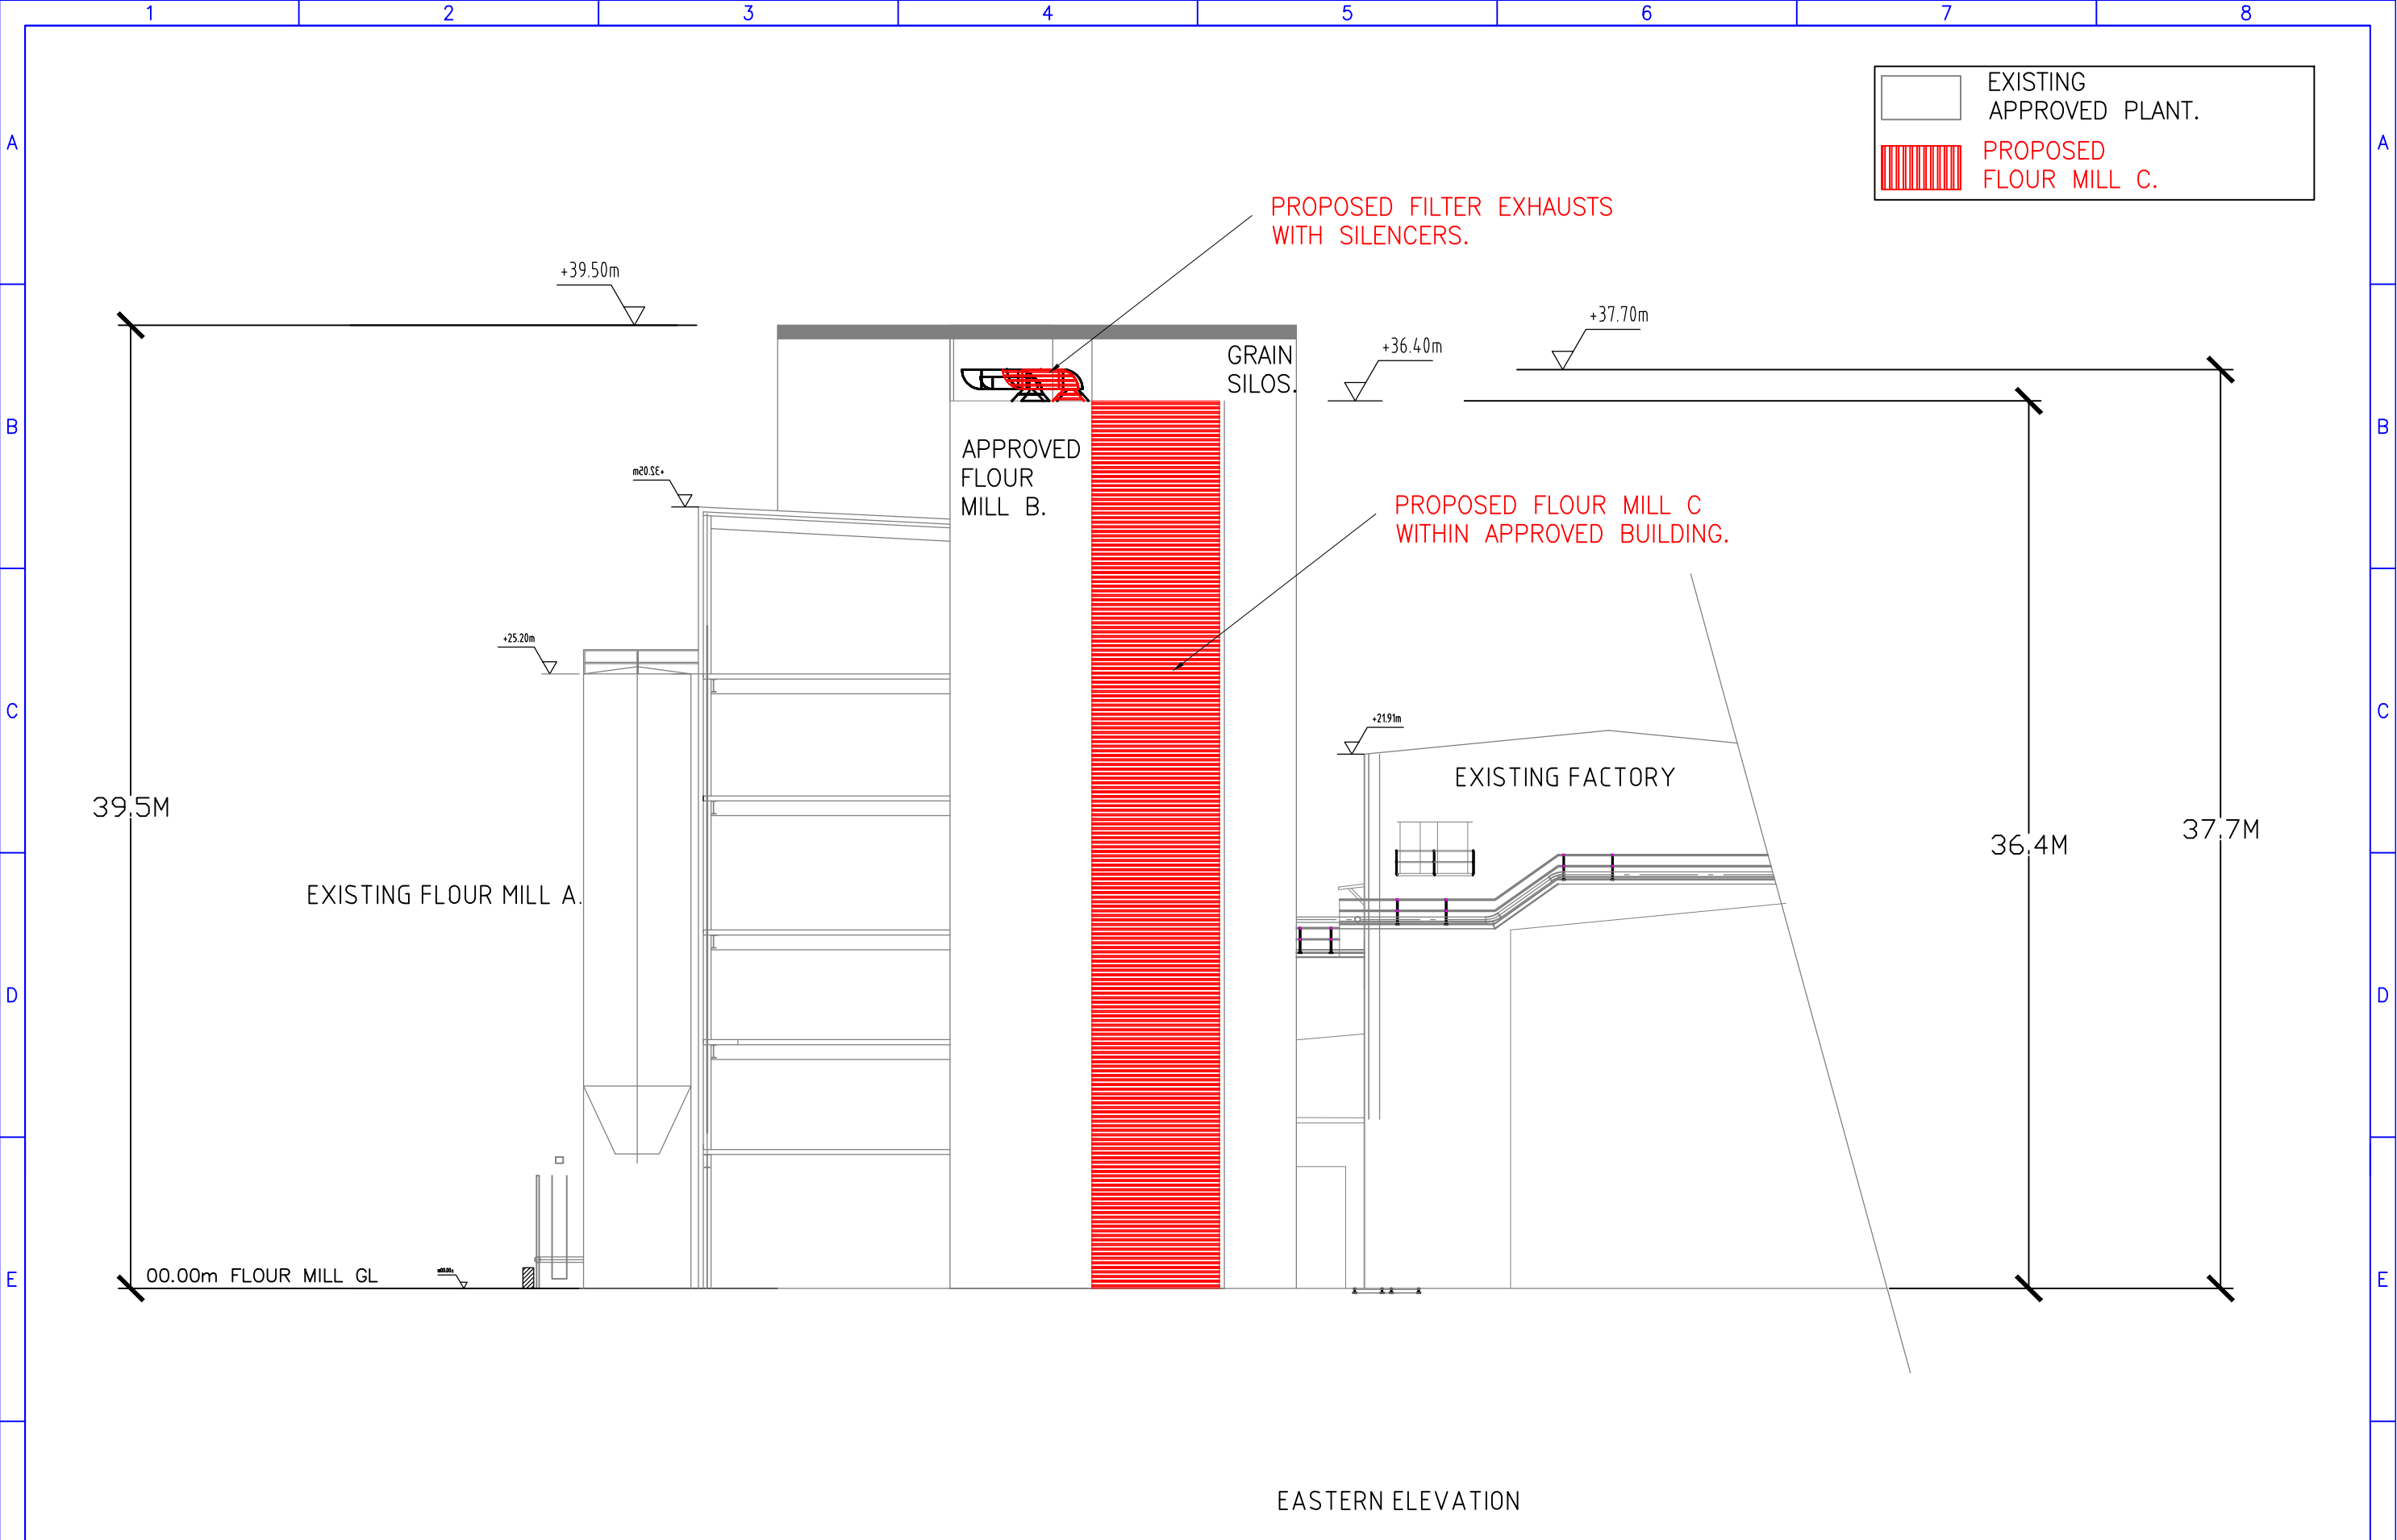 1 2 3 4 5 6 7 8
A A
B B
C C
D D
E E
EXISTING
APPROVED PLANT.
PROPOSED
FLOUR MILL C.
PROPOSED FILTER EXHAUSTS
WITH SILENCERS.
+39.50m
+37.70m
+36.40m
GRAIN
SILOS.
APPROVED
FLOUR
MILL B.
+32.05m
PROPOSED FLOUR MILL C
WITHIN APPROVED BUILDING.
+25.20m
+21.91m
EXISTING FACTORY
39.5M
37.7M
36.4M
EXISTING FLOUR MILL A.
00.00m FLOUR MILL GL
EASTERN ELEVATION